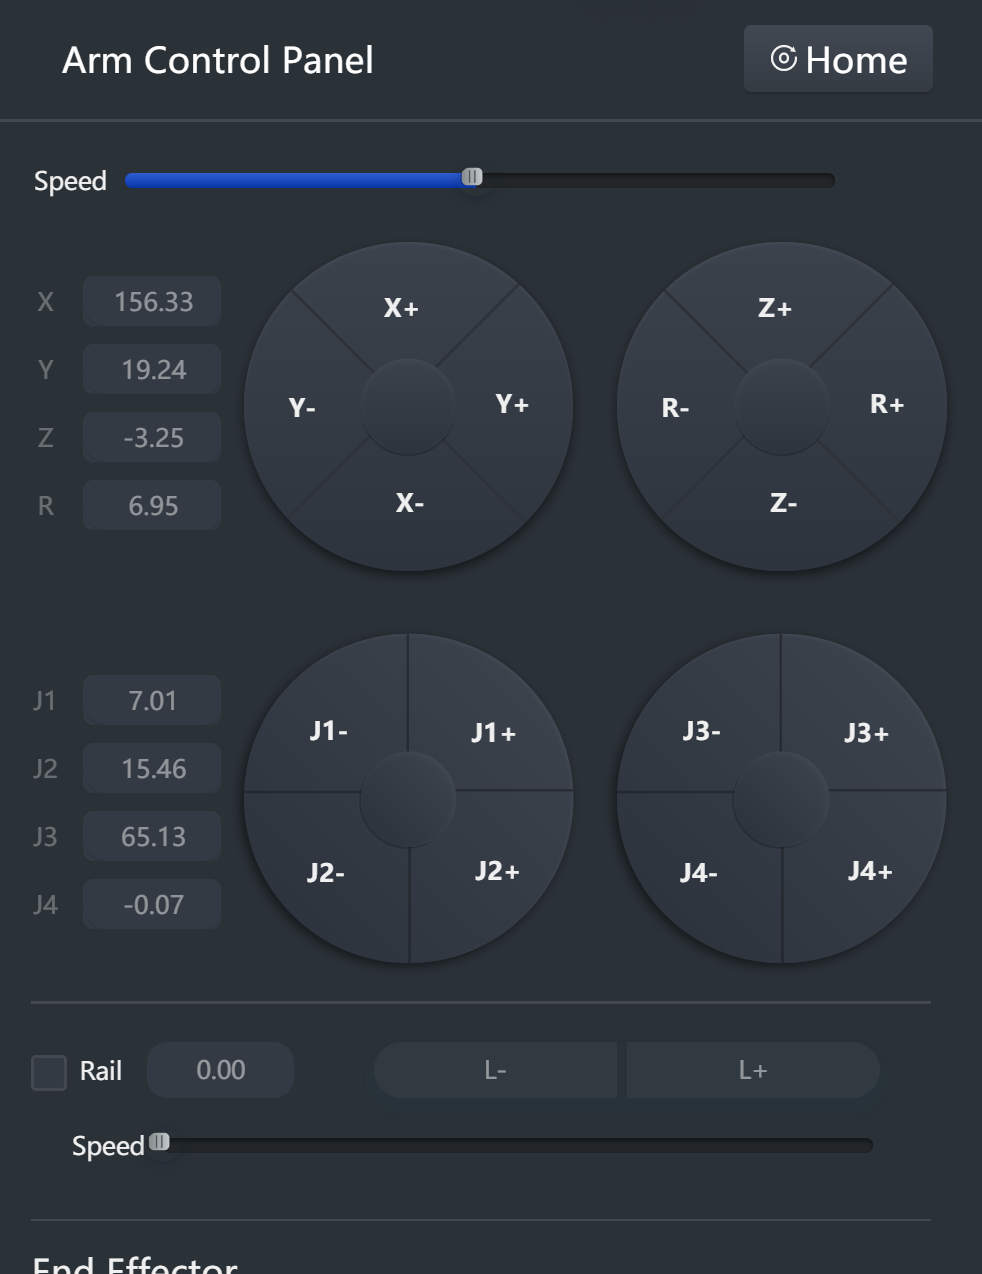 Arm Control Panel
Home
Speed
X 156.33
Y 19.24
Z -3.25
R 6.95
X+
Y- Y+
X-
Z+
R- R+
Z-
J1 7.01
J2 15.46
J3 65.13
J4 -0.07
J1- J1+
J2- J2+
J3- J3+
J4- J4+
Rail 0.00 L- L+
Speed
End Effector